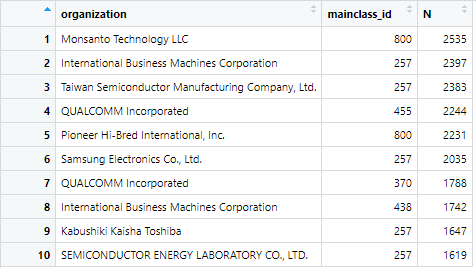 organization mainclass_id N
1 Monsanto Technology LLC 800 2535
2 International Business Machines Corporation 257 2397
3 Taiwan Semiconductor Manufacturing Company, Ltd. 257 2383
4 QUALCOMM Incorporated 455 2244
5 Pioneer Hi-Bred International, Inc. 800 2231
6 Samsung Electronics Co., Ltd. 257 2035
7 QUALCOMM Incorporated 370 1788
8 International Business Machines Corporation 438 1742
9 Kabushiki Kaisha Toshiba 257 1647
10 SEMICONDUCTOR ENERGY LABORATORY CO., LTD. 257 1619